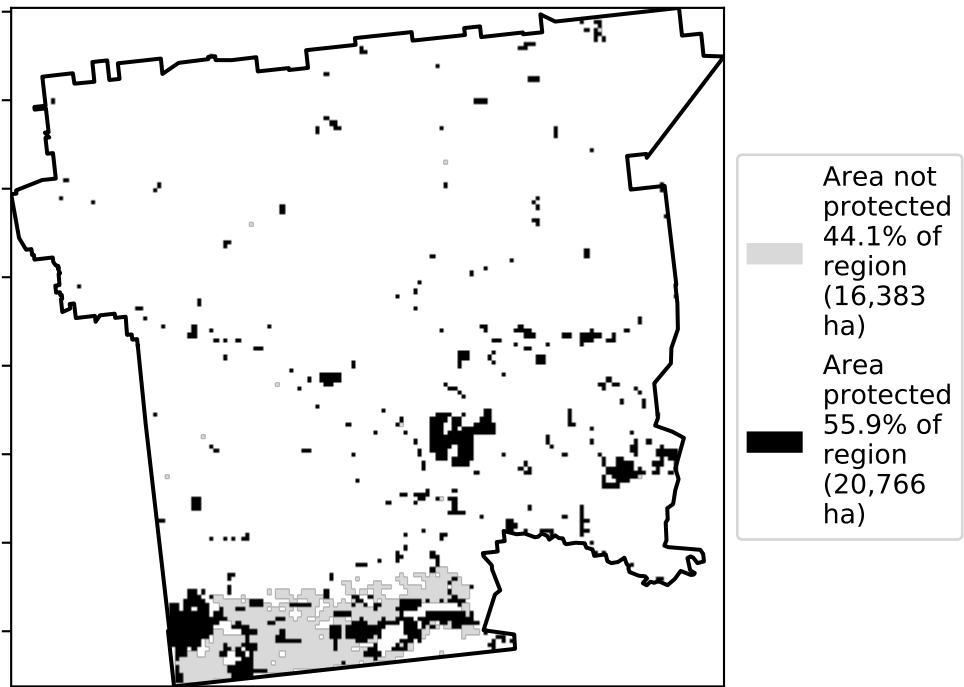 Area not
protected
44.1% of
region
(16,383
ha)
Area
protected
55.9% of
region
(20,766
ha)